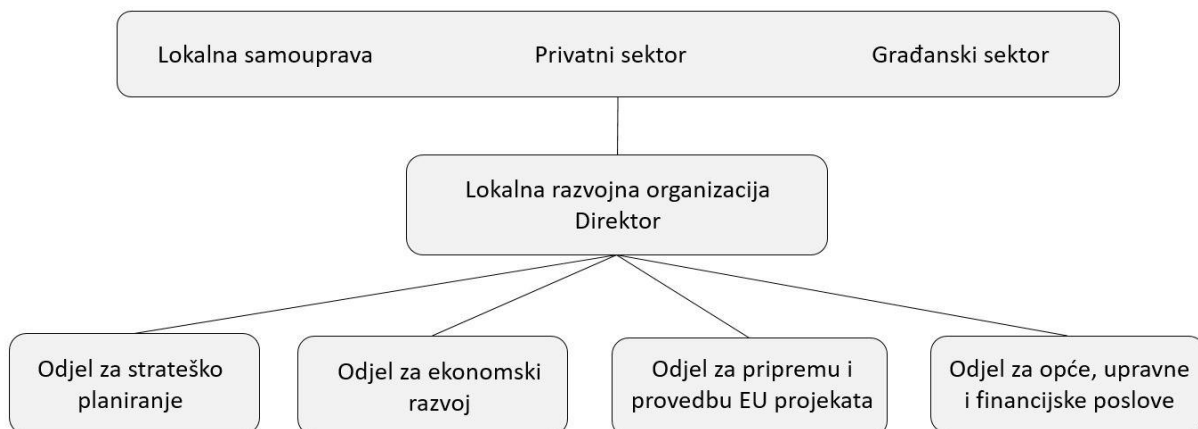 Lokalna samouprava
Privatni sektor
Građanski sektor
Lokalna razvojna organizacija
Direktor
Odjel za strateško
planiranje
Odjel za ekonomski
razvoj
Odjel za pripremu i
provedbu EU projekata
Odjel za opće, upravne
i financijske poslove